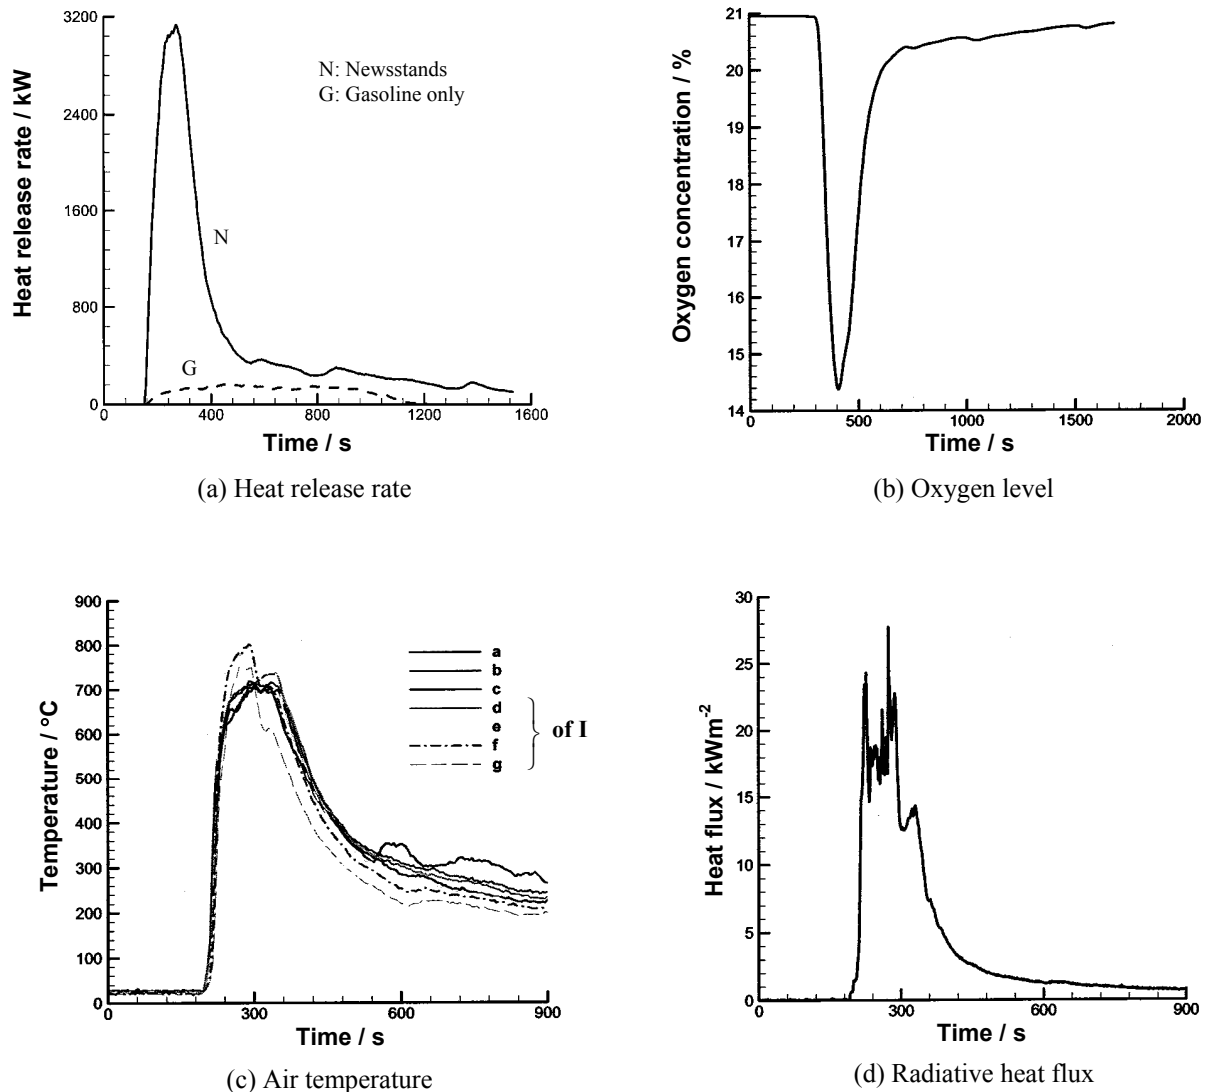 3200
2400
1600
800
0
Heat release rate / kW
N: Newsstands
G: Gasoline only
N
G
0 400 800 1200 1600
Time / s
(a) Heat release rate
21
20
19
18
17
16
15
14
Oxygen concentration / %
0 500 1000 1500 2000
Time / s
(b) Oxygen level
900
800
700
600
500
400
300
200
100
0
Temperature / °C
a
b
c
d
e
f
g
of I
0 300 600 900
Time / s
(c) Air temperature
30
25
20
15
10
5
0
Heat flux / kWm-2
0 300 600 900
Time / s
(d) Radiative heat flux